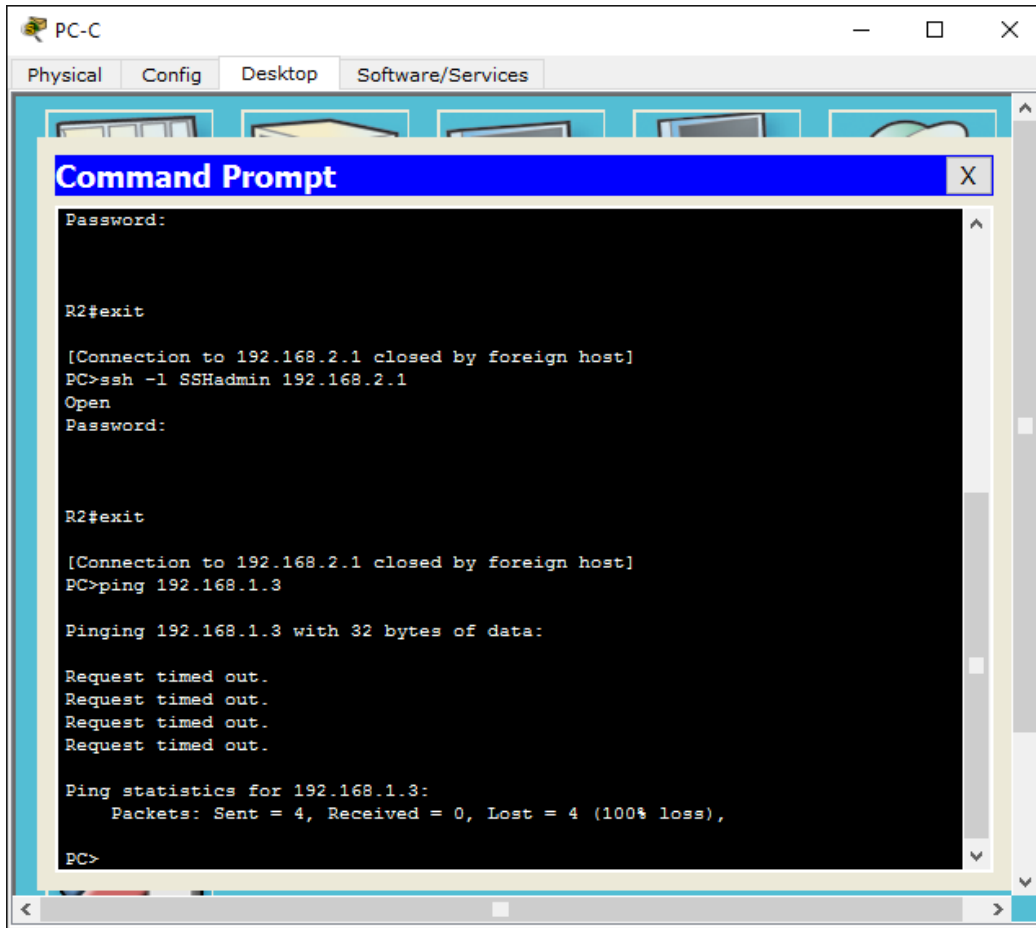 PC-C
Physical Config Desktop Software/Services
Command Prompt X
Password:
R2#exit
[Connection to 192.168.2.1 closed by foreign host]
PC>ssh -l SSHadmin 192.168.2.1
Open
Password:
R2#exit
[Connection to 192.168.2.1 closed by foreign host]
PC>ping 192.168.1.3
Pinging 192.168.1.3 with 32 bytes of data:
Request timed out.
Request timed out.
Request timed out.
Request timed out.
Ping statistics for 192.168.1.3:
    Packets: Sent = 4, Received = 0, Lost = 4 (100% loss),
PC>